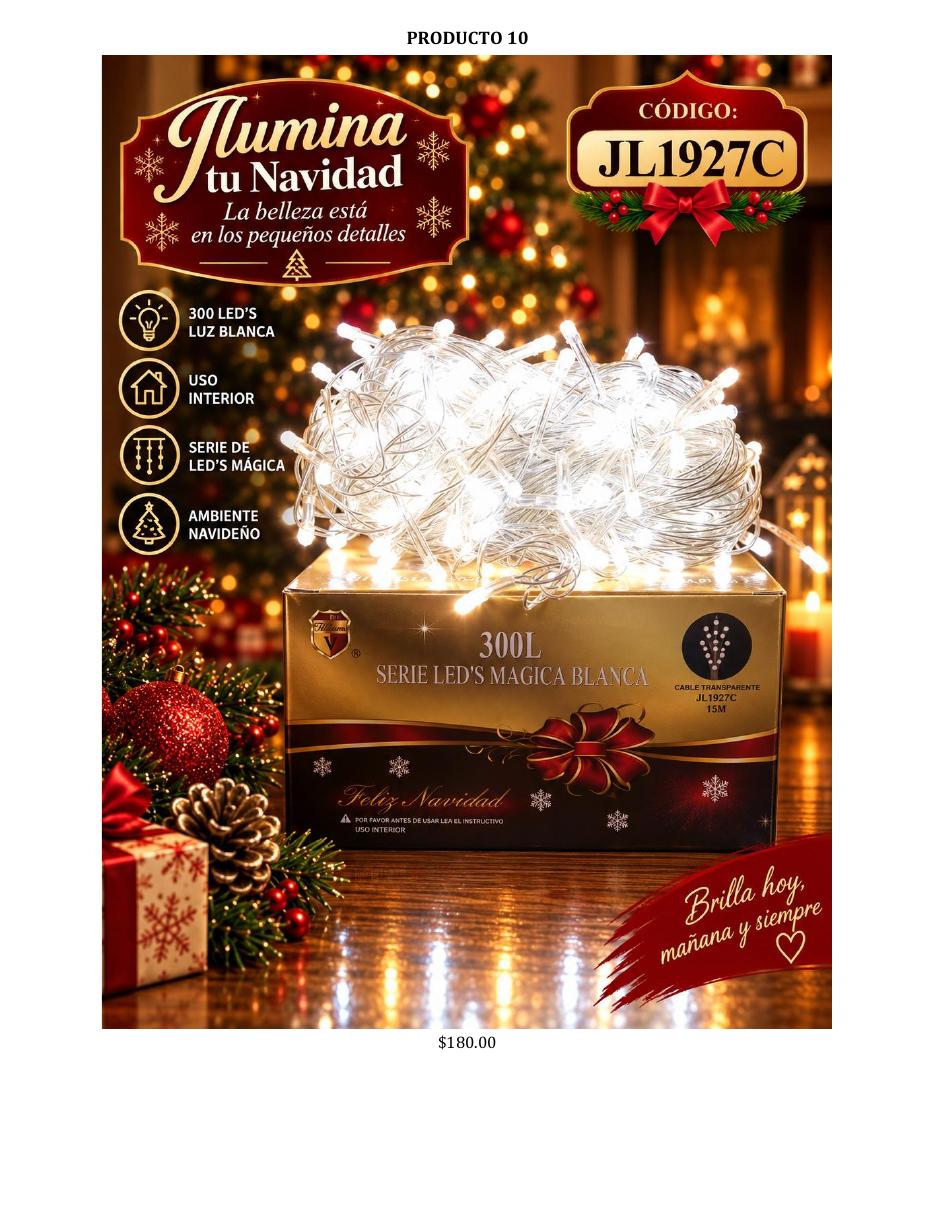 PRODUCTO 10
Ilumina
tu Navidad
La belleza está
en los pequeños detalles
CÓDIGO:
JL1927C
300 LED'S
LUZ BLANCA
USO
INTERIOR
SERIE DE
LED'S MÁGICA
AMBIENTE
NAVIDEÑO
®
300L
SERIE LED'S MAGICA BLANCA
CABLE TRANSPARENTE
JL1927C
15M
Feliz Navidad
POR FAVOR ANTES DE USAR LEA EL INSTRUCTIVO
USO INTERIOR
Brilla hoy,
mañana y siempre
$180.00